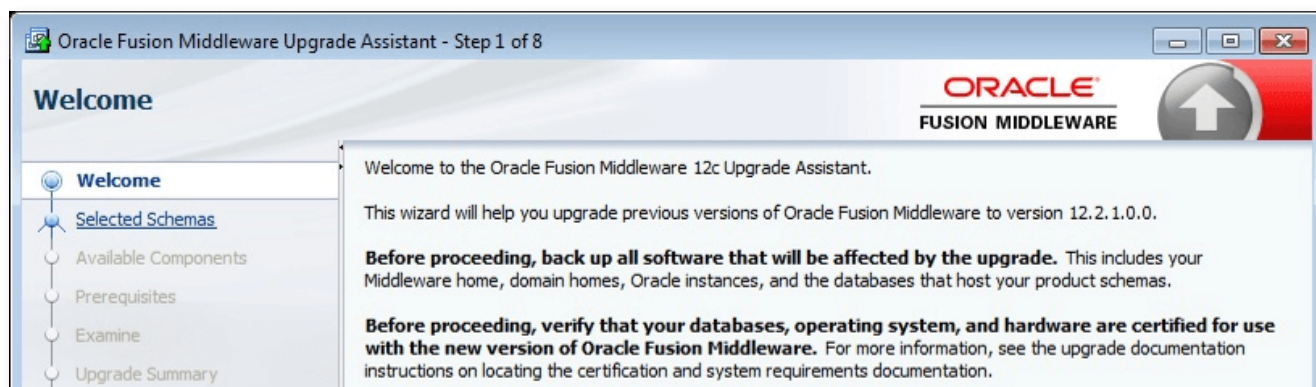 Oracle Fusion Middleware Upgrade Assistant - Step 1 of 8
Welcome
ORACLE
FUSION MIDDLEWARE
Welcome
Selected Schemas
Available Components
Prerequisites
Examine
Upgrade Summary
Welcome to the Oracle Fusion Middleware 12c Upgrade Assistant.
This wizard will help you upgrade previous versions of Oracle Fusion Middleware to version 12.2.1.0.0.
Before proceeding, back up all software that will be affected by the upgrade. This includes your
Middleware home, domain homes, Oracle instances, and the databases that host your product schemas.
Before proceeding, verify that your databases, operating system, and hardware are certified for use
with the new version of Oracle Fusion Middleware. For more information, see the upgrade documentation
instructions on locating the certification and system requirements documentation.